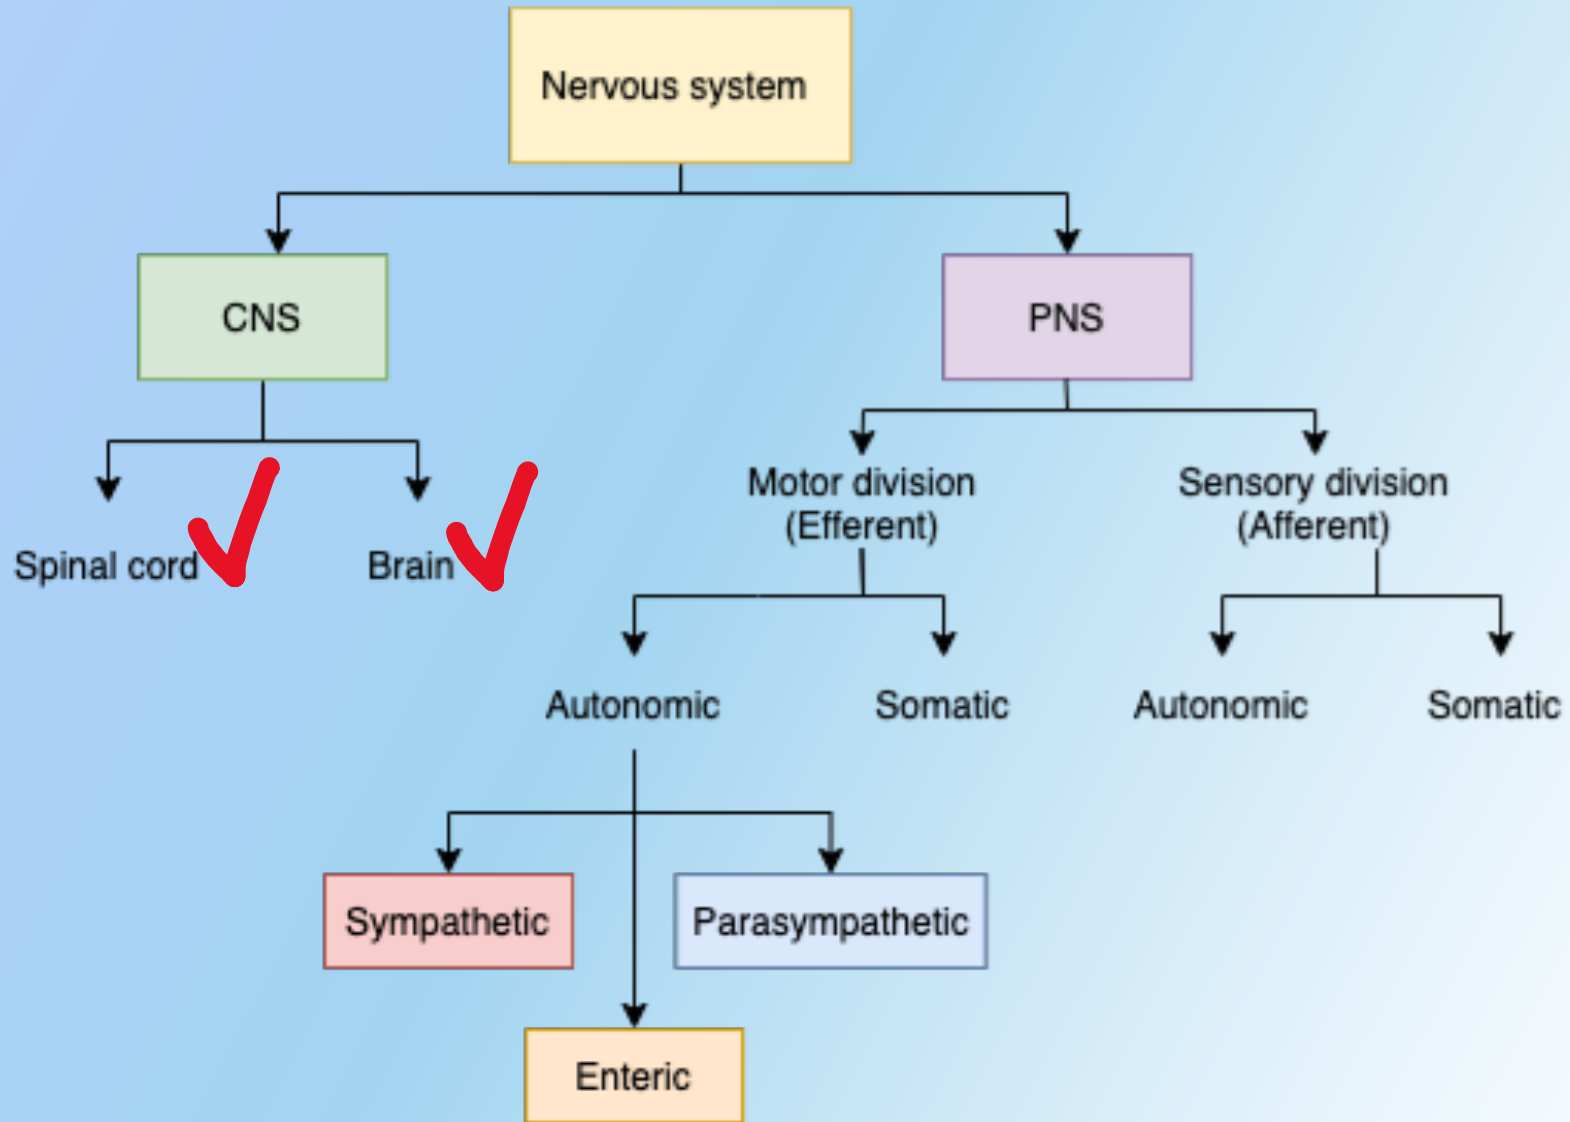 Nervous system
CNS
PNS
Motor division
(Efferent)
Sensory division
(Afferent)
Spinal cord
Brain
Autonomic
Somatic
Autonomic
Somatic
Sympathetic
Parasympathetic
Enteric